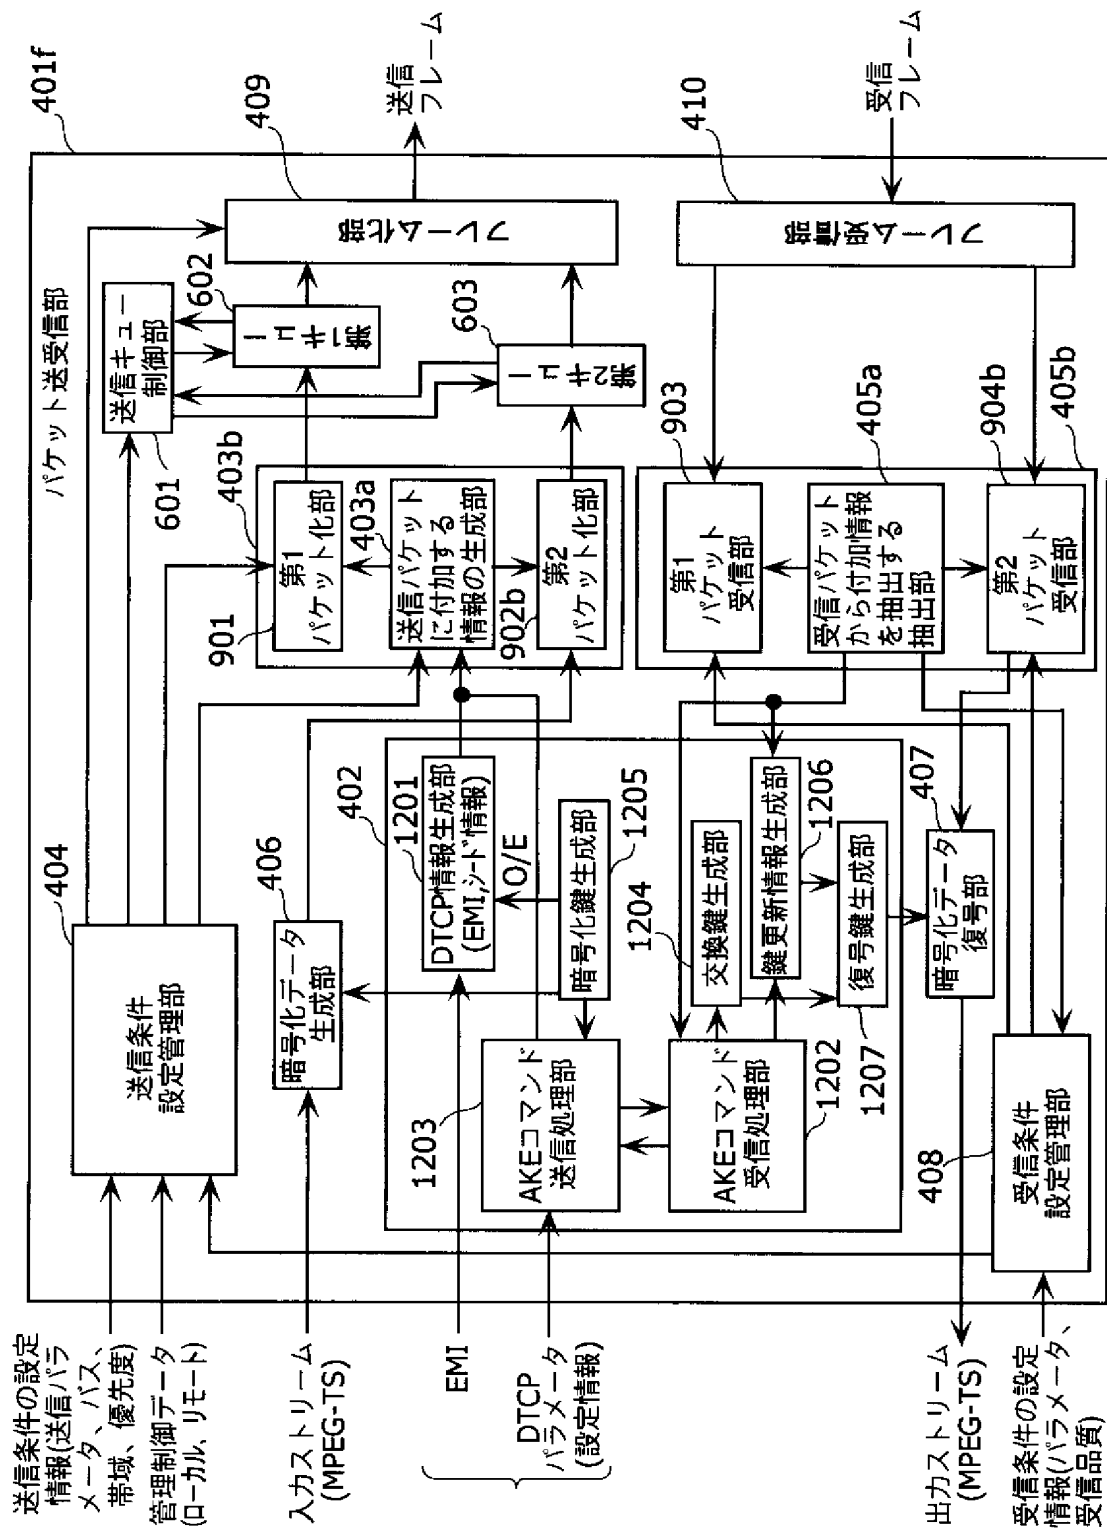 401f
パケット送受信部
送信条件の設定
情報(送信パラ
メータ、パス、
帯域、優先度)
管理制御データ
(ローカル、リモート)
404
送信条件
設定管理部
送信キュー
制御部
601
602
第1キュー
409
フレーム化部
送信
フレーム
603
第2キュー
403b
901
第1
パケット化部
403a
送信パケット
に付加する
情報の生成部
902b
第2
パケット化部
入力ストリーム
(MPEG-TS)
406
暗号化データ
生成部
402
1201
DTCP情報生成部
(EMI,シード情報)
O/E
EMI
DTCP
パラメータ
(設定情報)
1203
AKEコマンド
送信処理部
暗号化鍵生成部
1205
AKEコマンド
受信処理部
1202
1204
交換鍵生成部
鍵更新情報生成部
1206
復号鍵生成部
1207
407
暗号化データ
復号部
410
フレーム受信部
受信
フレーム
903
第1
パケット
受信部
405a
受信パケット
から付加情報
を抽出する
抽出部
904b
第2
パケット
受信部
405b
出力ストリーム
(MPEG-TS)
408
受信条件
設定管理部
受信条件の設定
情報(パラメータ、
受信品質)